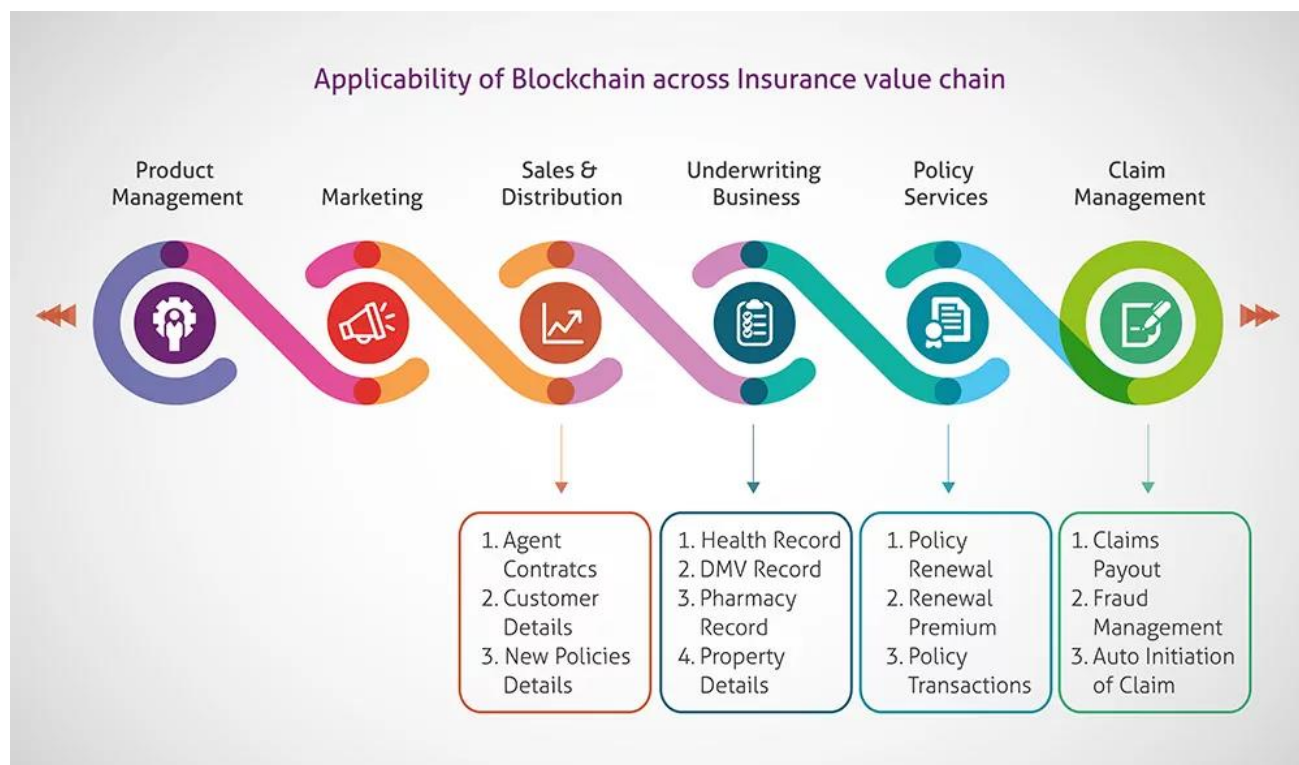 Applicability of Blockchain across Insurance value chain
Product
Management
Marketing
Sales &
Distribution
Underwriting
Business
Policy
Services
Claim
Management
1. Agent
Contratcs
2. Customer
Details
3. New Policies
Details
1. Health Record
2. DMV Record
3. Pharmacy
Record
4. Property
Details
1. Policy
Renewal
2. Renewal
Premium
3. Policy
Transactions
1. Claims
Payout
2. Fraud
Management
3. Auto Initiation
of Claim